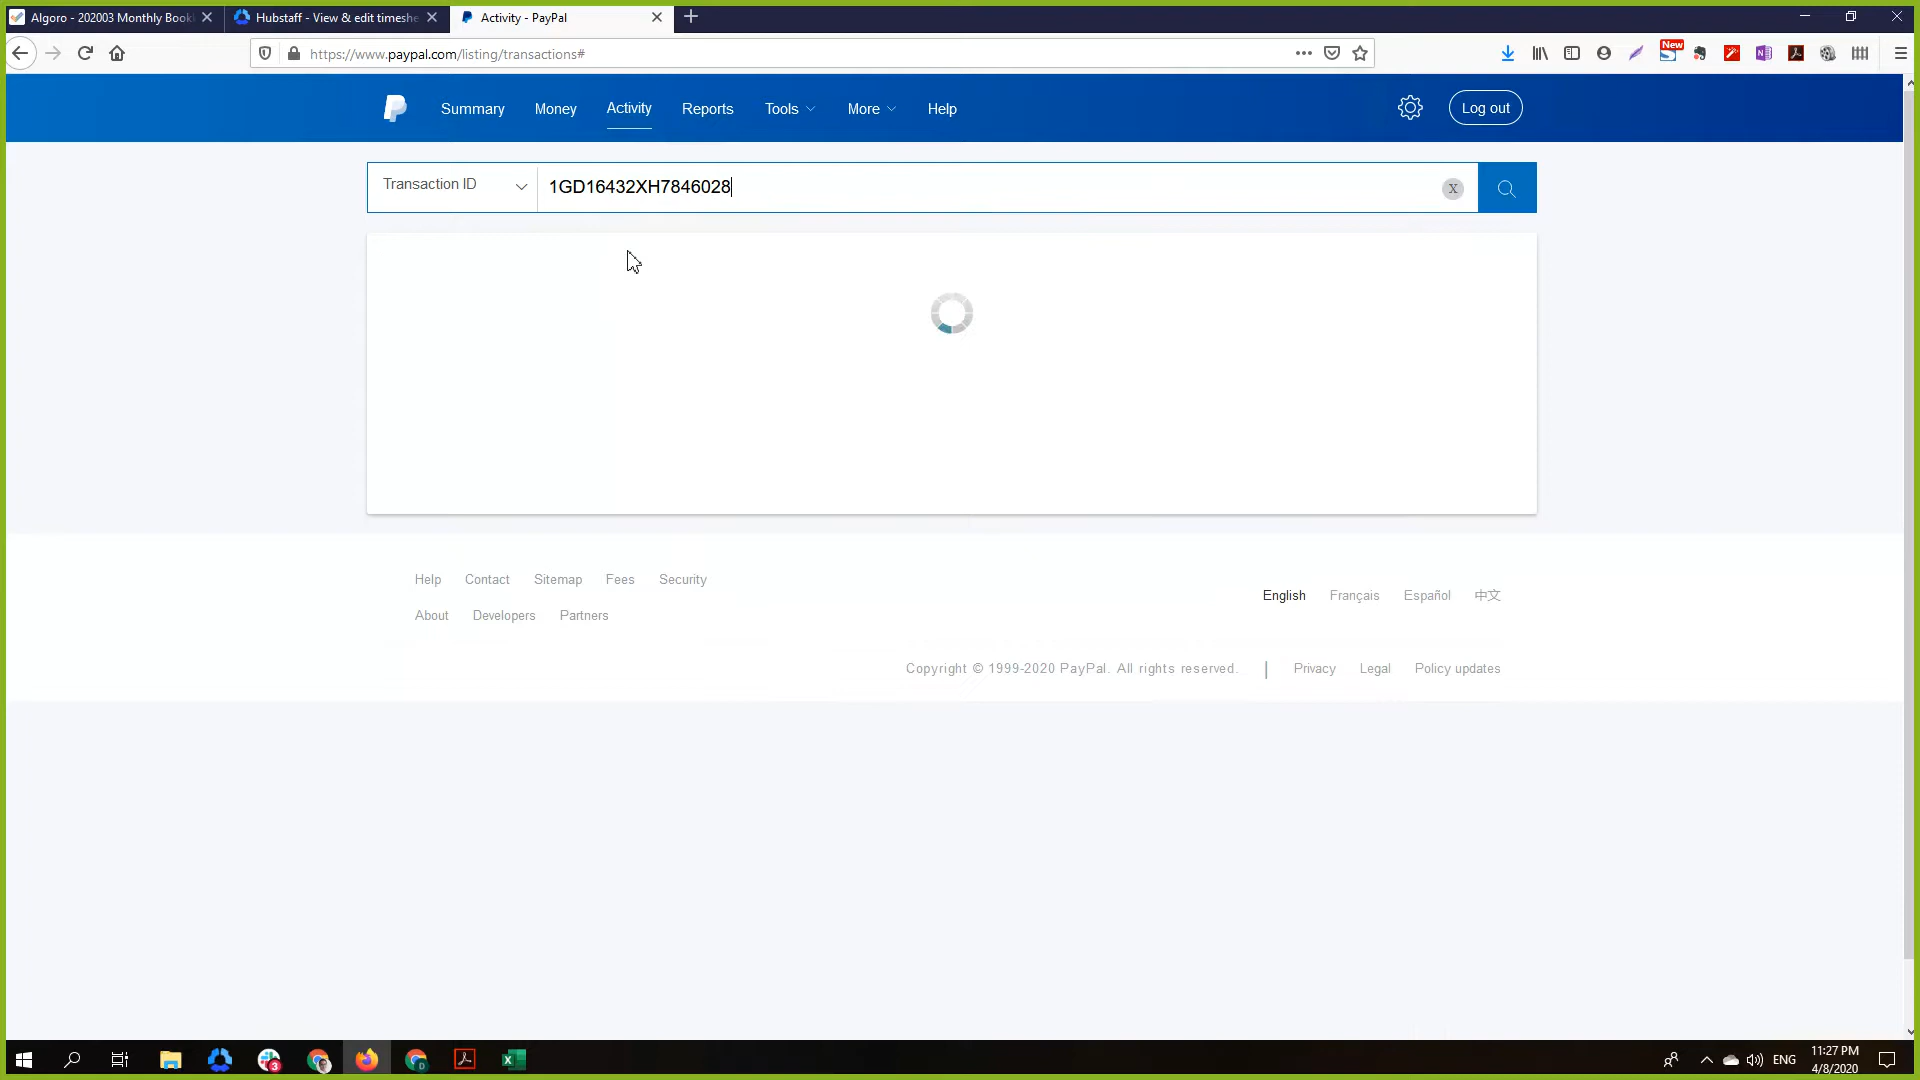 Algoro - 202003 Monthly Book
Hubstaff - View & edit timeshe
Activity - PayPal
https://www.paypal.com/listing/transactions#
New
Summary
Money
Activity
Reports
Tools
More
Help
Log out
Transaction ID
1GD16432XH7846028
X
Help
Contact
Sitemap
Fees
Security
English
Français
Español
中文
About
Developers
Partners
Copyright © 1999-2020 PayPal. All rights reserved.
|
Privacy
Legal
Policy updates
3
D
ENG
11:27 PM
4/8/2020